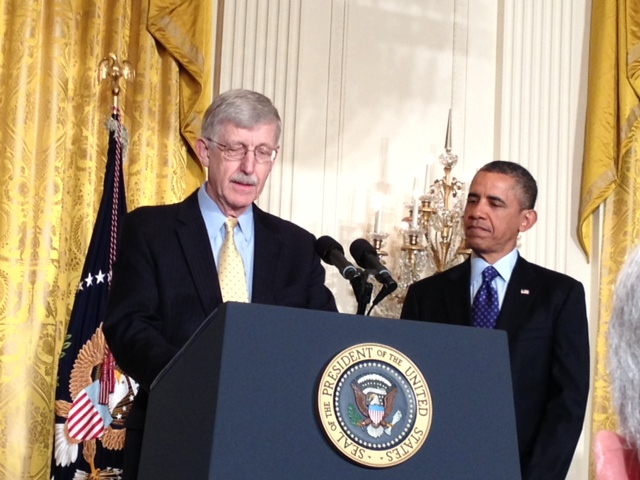 SEAL OF THE PRESIDENT OF THE UNITED STATES